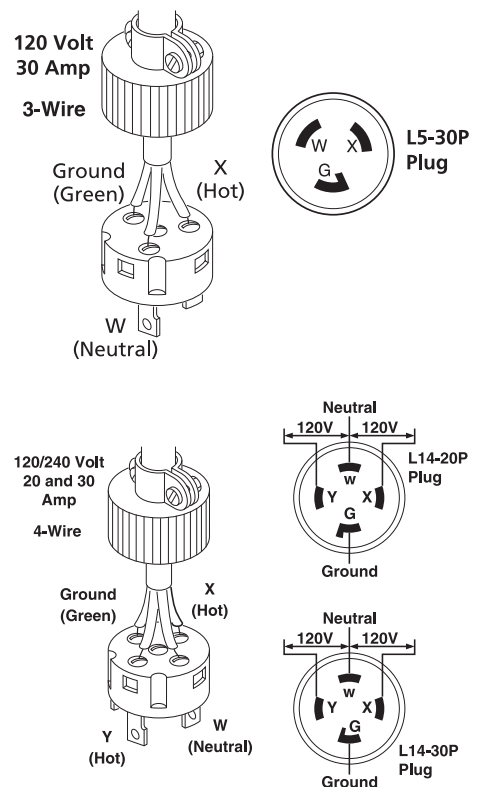 120 Volt
30 Amp
3-Wire
Ground
(Green)
X
(Hot)
W
(Neutral)
W X
G
L5-30P
Plug
120/240 Volt
20 and 30
Amp
4-Wire
Ground
(Green)
X
(Hot)
Y
(Hot)
W
(Neutral)
Neutral
120V 120V
L14-20P
Plug
W
Y X
G
Ground
Neutral
120V 120V
W
Y X
G
L14-30P
Plug
Ground